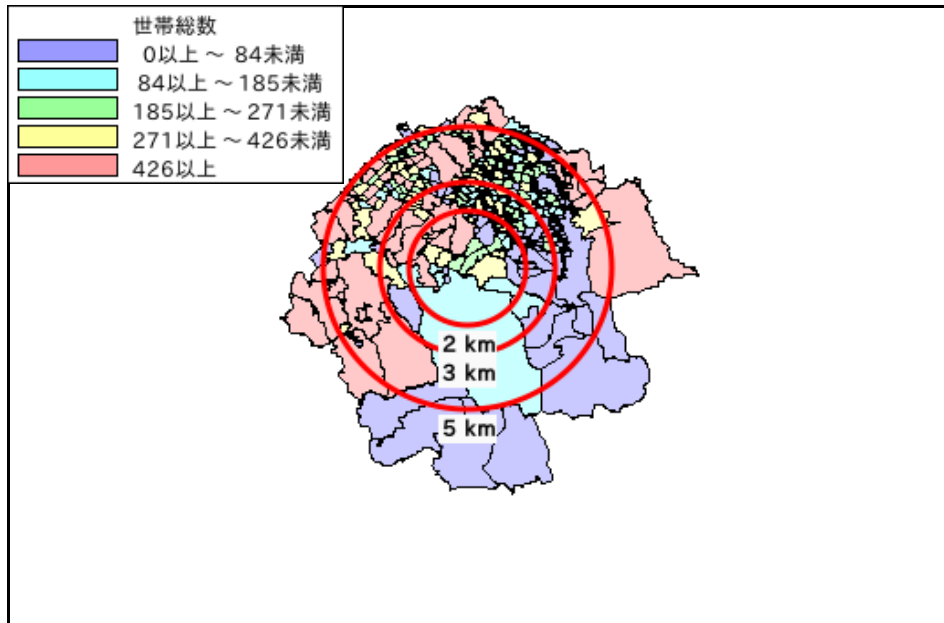 世帯総数
0以上 ~ 84未満
84以上 ~ 185未満
185以上 ~ 271未満
271以上 ~ 426未満
426以上
2 km
3 km
5 km